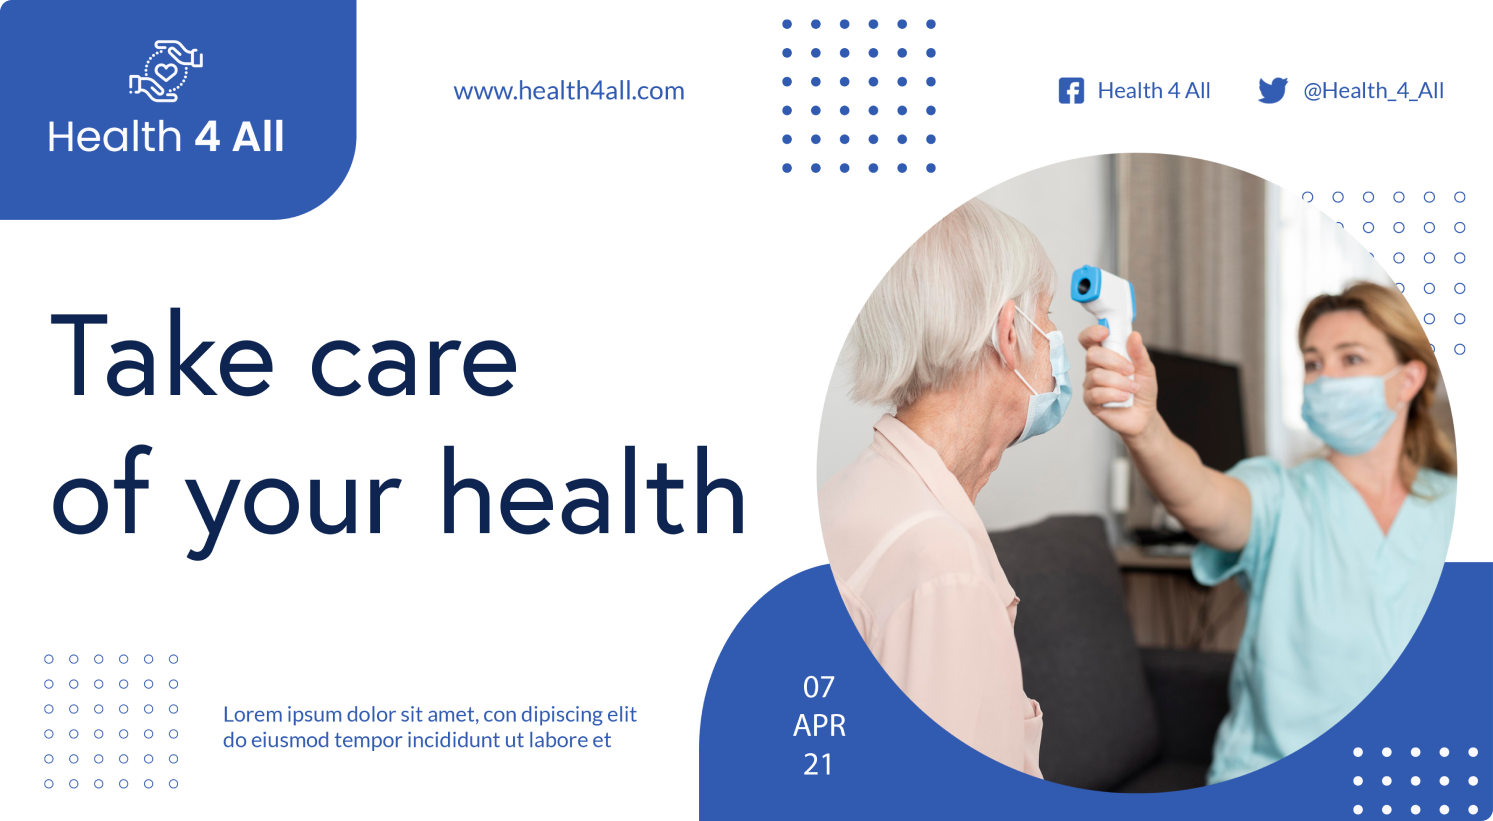 Health 4 All
www.health4all.com
Health 4 All
@Health_4_All
Take care
of your health
Lorem ipsum dolor sit amet, con dipiscing elit
do eiusmod tempor incididunt ut labore et
07
APR
21